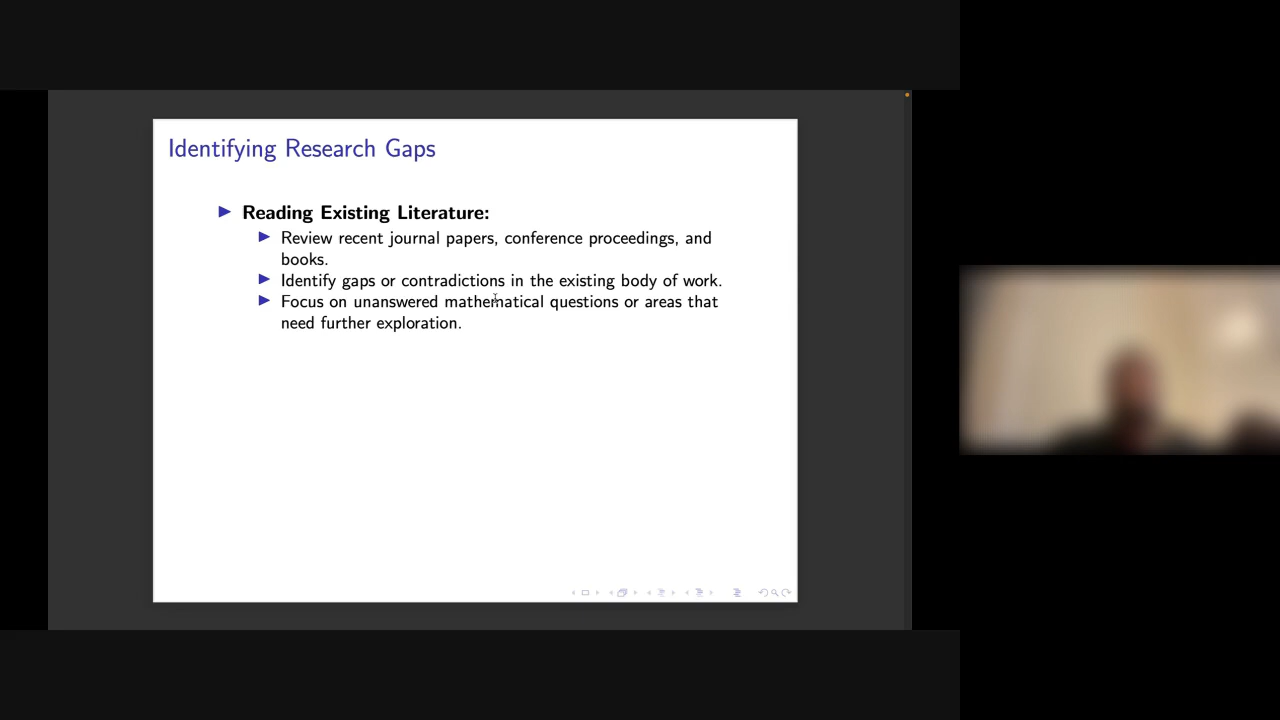 Identifying Research Gaps
Reading Existing Literature:
Review recent journal papers, conference proceedings, and
books.
Identify gaps or contradictions in the existing body of work.
Focus on unanswered mathematical questions or areas that
need further exploration.